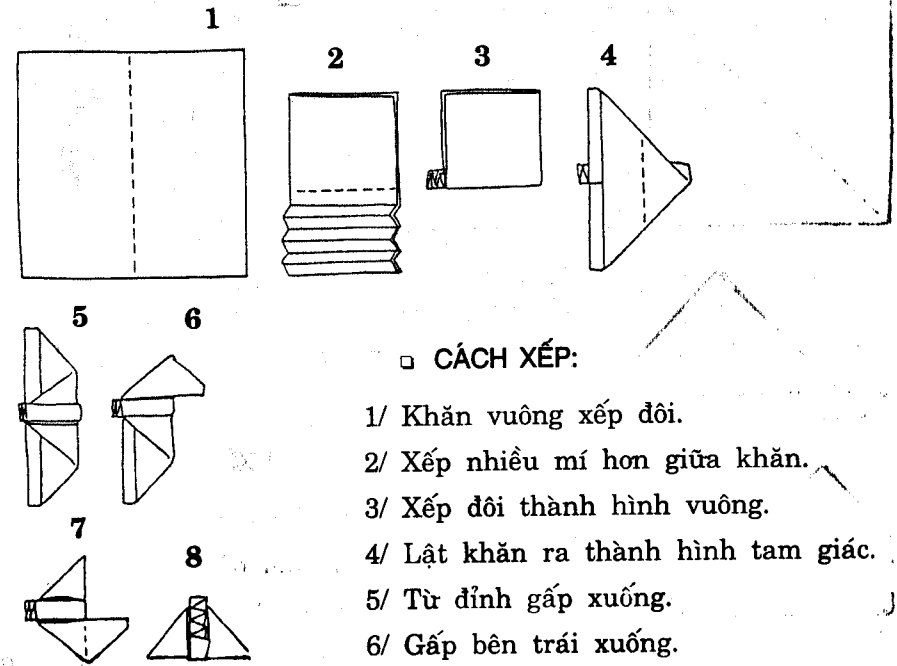 1
2
3
4
5
6
7
8
CÁCH XẾP:
1/ Khăn vuông xếp đôi.
2/ Xếp nhiều mí hơn giữa khăn.
3/ Xếp đôi thành hình vuông.
4/ Lật khăn ra thành hình tam giác.
5/ Từ đỉnh gấp xuống.
6/ Gấp bên trái xuống.